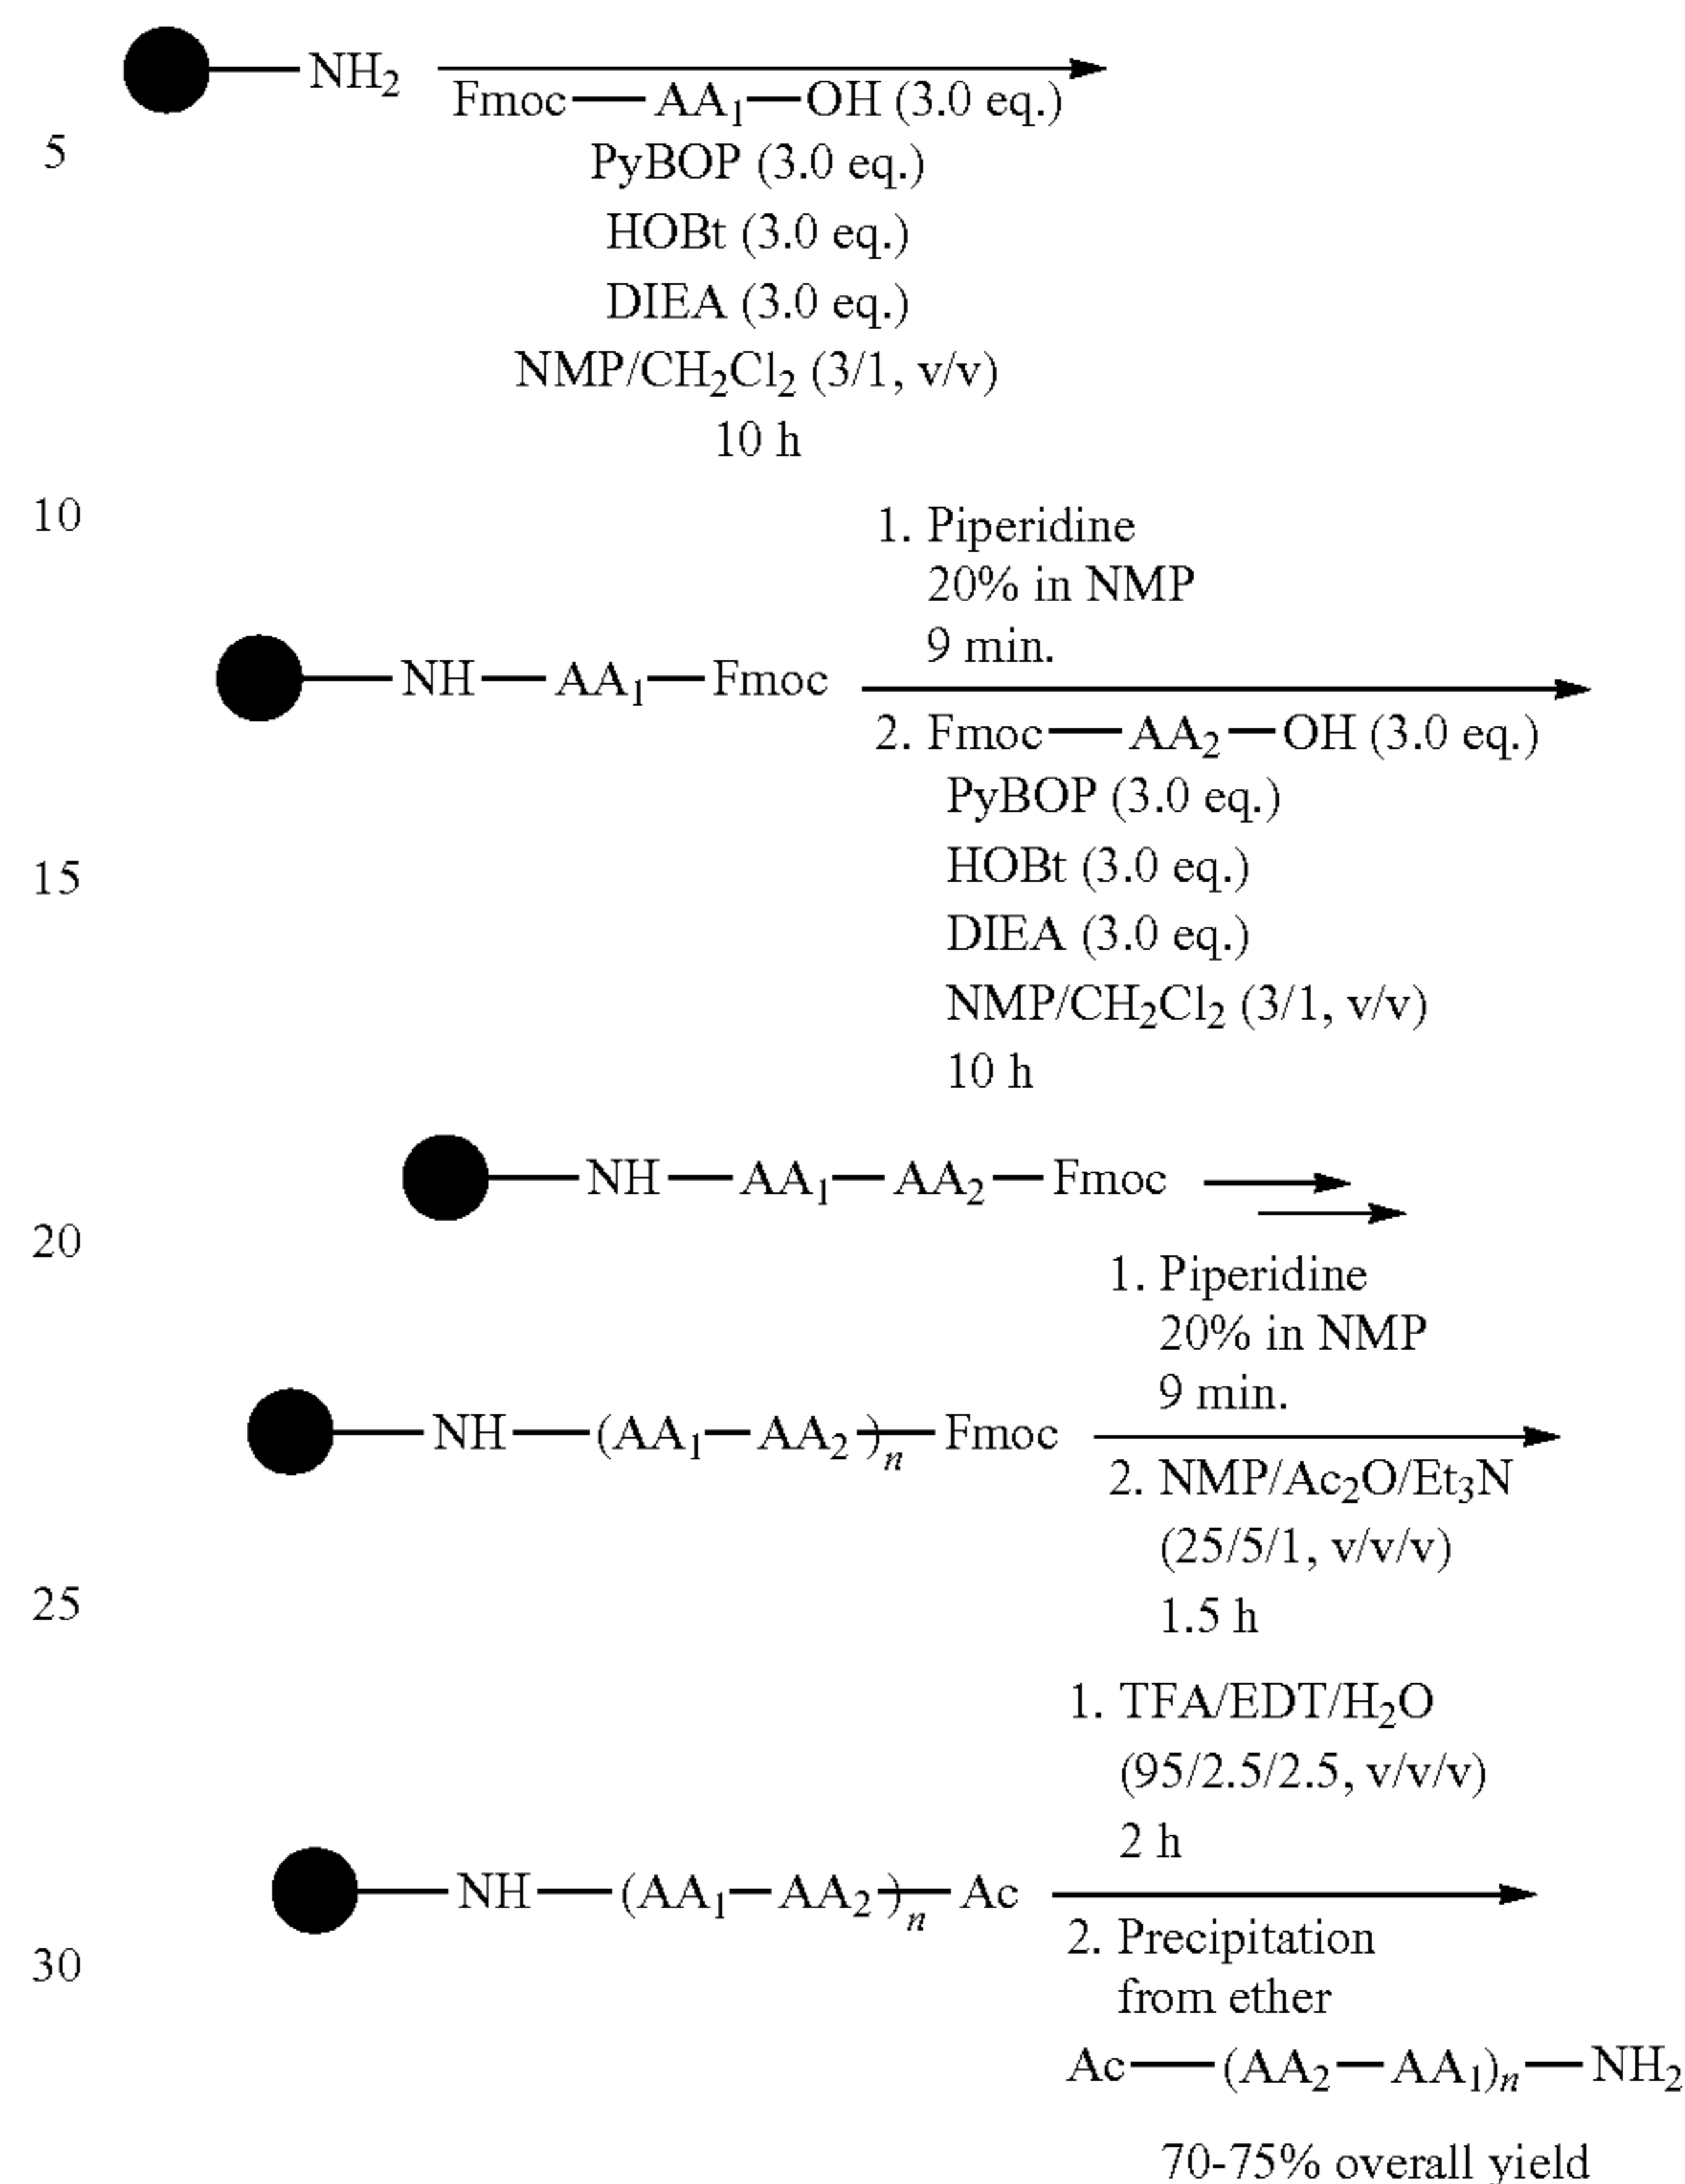 NH2
Fmoc—AA1—OH (3.0 eq.)
5
PyBOP (3.0 eq.)
HOBt (3.0 eq.)
DIEA (3.0 eq.)
NMP/CH2Cl2 (3/1, v/v)
10 h
10
1. Piperidine
20% in NMP
9 min.
NH—AA1—Fmoc
2. Fmoc—AA2—OH (3.0 eq.)
PyBOP (3.0 eq.)
15
HOBt (3.0 eq.)
DIEA (3.0 eq.)
NMP/CH2Cl2 (3/1, v/v)
10 h
NH—AA1—AA2—Fmoc
20
1. Piperidine
20% in NMP
9 min.
NH—(AA1—AA2)n—Fmoc
2. NMP/Ac2O/Et3N
(25/5/1, v/v/v)
25
1.5 h
1. TFA/EDT/H2O
(95/2.5/2.5, v/v/v)
2 h
NH—(AA1—AA2)n—Ac
2. Precipitation
30
from ether
Ac—(AA2—AA1)n—NH2
70-75% overall yield